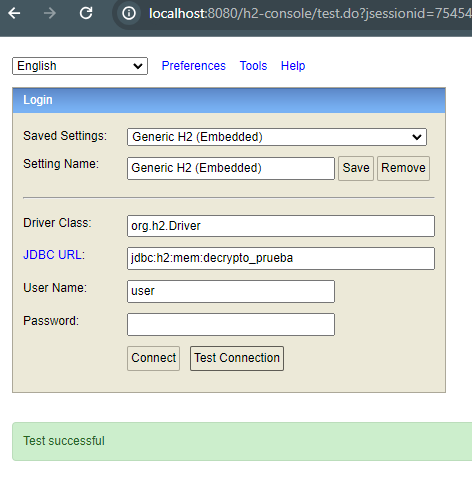 localhost:8080/h2-console/test.do?jsessionid=75454
English Preferences Tools Help
Login
Saved Settings: Generic H2 (Embedded)
Setting Name: Generic H2 (Embedded) Save Remove
Driver Class: org.h2.Driver
JDBC URL: jdbc:h2:mem:decrypto_prueba
User Name: user
Password:
Connect Test Connection
Test successful